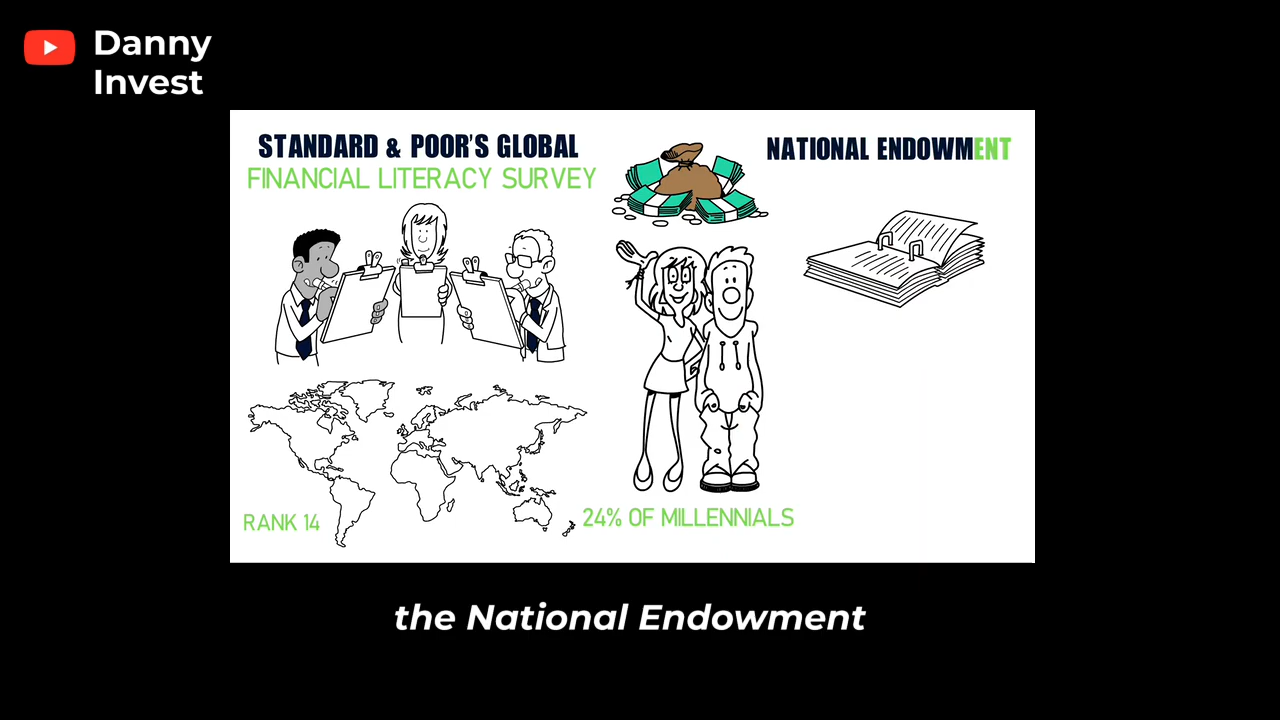 Danny
Invest
STANDARD & POOR'S GLOBAL
FINANCIAL LITERACY SURVEY
NATIONAL ENDOWMENT
RANK 14
24% OF MILLENNIALS
the National Endowment